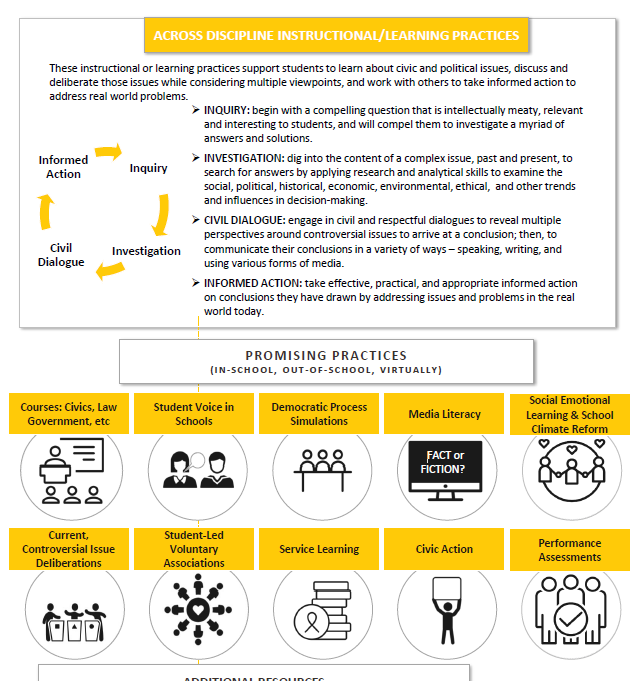 ACROSS DISCIPLINE INSTRUCTIONAL/LEARNING PRACTICES
These instructional or learning practices support students to learn about civic and political issues, discuss and
deliberate those issues while considering multiple viewpoints, and work with others to take informed action to
address real world problems.
Informed
Action
Inquiry
Civil
Dialogue
Investigation
➢ INQUIRY: begin with a compelling question that is intellectually meaty, relevant
and interesting to students, and will compel them to investigate a myriad of
answers and solutions.
➢ INVESTIGATION: dig into the content of a complex issue, past and present, to
search for answers by applying research and analytical skills to examine the
social, political, historical, economic, environmental, ethical, and other trends
and influences in decision-making.
➢ CIVIL DIALOGUE: engage in civil and respectful dialogues to reveal multiple
perspectives around controversial issues to arrive at a conclusion; then, to
communicate their conclusions in a variety of ways – speaking, writing, and
using various forms of media.
➢ INFORMED ACTION: take effective, practical, and appropriate informed action
on conclusions they have drawn by addressing issues and problems in the real
world today.
PROMISING PRACTICES
(IN-SCHOOL, OUT-OF-SCHOOL, VIRTUALLY)
Courses: Civics, Law
Government, etc
Student Voice in
Schools
Democratic Process
Simulations
Media Literacy
Social Emotional
Learning & School
Climate Reform
FACT or
FICTION?
Current,
Controversial Issue
Deliberations
Student-Led
Voluntary
Associations
Service Learning
Civic Action
Performance
Assessments
ADDITIONAL RESOURCES